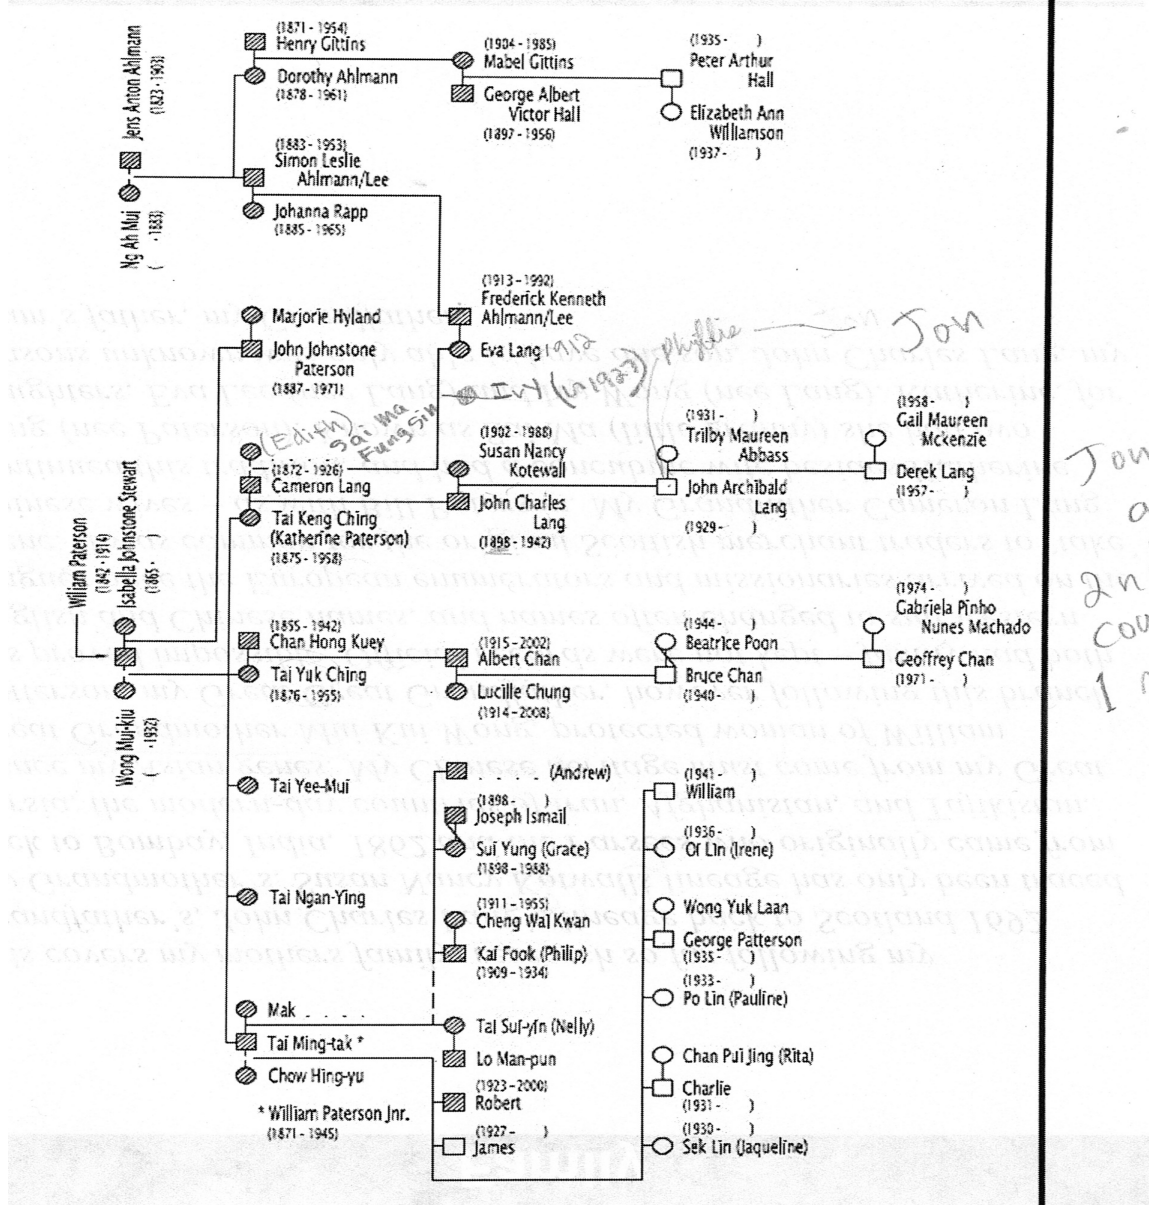 Jens Anton Ahlmann
(1823 - 1903)
Ng Ah Mui
( - 1883)
(1871 - 1954)
Henry Gittins
Dorothy Ahlmann
(1878 - 1961)
(1904 - 1985)
Mabel Gittins
George Albert
Victor Hall
(1897 - 1956)
(1935 - )
Peter Arthur
Hall
Elizabeth Ann
Williamson
(1937 - )
(1883 - 1953)
Simon Leslie
Ahlmann/Lee
Johanna Rapp
(1885 - 1965)
(1913 - 1992)
Frederick Kenneth
Ahlmann/Lee
Eva Lang 1912
Ivy (n1927)
phyllie
Jon
Marjorie Hyland
John Johnstone
Paterson
(1887 - 1971)
(Edith)
Sai ma
Fung Sin
(1872 - 1926)
Cameron Lang
Tai Keng Ching
(Katherine Paterson)
(1875 - 1958)
(1902 - 1988)
Susan Nancy
Kotewall
John Charles
Lang
(1898 - 1942)
(1931 - )
Trilby Maureen
Abbass
John Archibald
Lang
(1929 - )
(1958 - )
Gail Maureen
Mckenzie
Derek Lang
(1957 - )
Jon
a
2n
cou
1
William Paterson
(1842 - 1914)
Isabella Johnstone Stewart
(1865 - )
Wong Mui-kiu
( - 1932)
(1855 - 1942)
Chan Hong Kuey
Tai Yuk Ching
(1876 - 1955)
(1915 - 2002)
Albert Chan
Lucille Chung
(1914 - 2008)
(1944 - )
Beatrice Poon
Bruce Chan
(1940 - )
(1974 - )
Gabriela Pinho
Nunes Machado
Geoffrey Chan
(1971 - )
Tai Yee-Mui
Tai Ngan-Ying
. . . . (Andrew)
(1898 - )
Joseph Ismail
Sui Yung (Grace)
(1898 - 1988)
(1911 - 1955)
Cheng Wai Kwan
Kai Fook (Philip)
(1909 - 1934)
(1941 - )
William
(1936 - )
Oi Lin (Irene)
Wong Yuk Laan
George Patterson
(1935 - )
(1933 - )
Po Lin (Pauline)
Mak . . . .
Tai Ming-tak *
Chow Hing-yu
* William Paterson Jnr.
(1871 - 1945)
Tai Sui-yin (Nelly)
Lo Man-pun
(1923 - 2000)
Robert
(1927 - )
James
Chan Pui Jing (Rita)
Charlie
(1931 - )
(1930 - )
Sek Lin (Jaqueline)